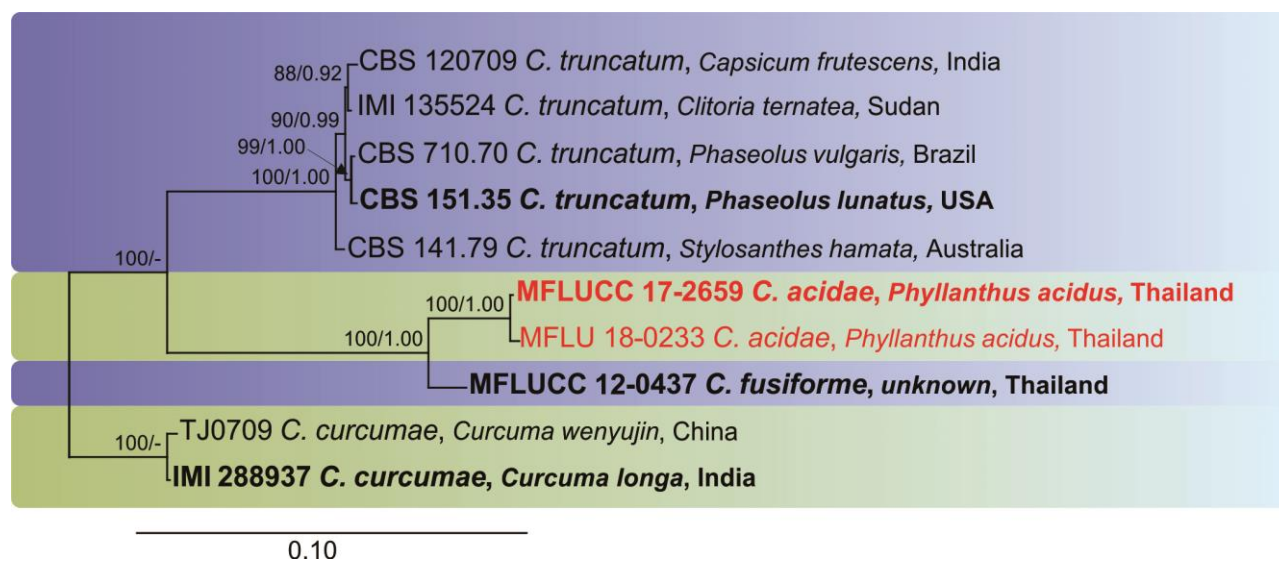 88/0.92
CBS 120709 C. truncatum, Capsicum frutescens, India
IMI 135524 C. truncatum, Clitoria ternatea, Sudan
90/0.99
99/1.00
CBS 710.70 C. truncatum, Phaseolus vulgaris, Brazil
100/1.00
CBS 151.35 C. truncatum, Phaseolus lunatus, USA
CBS 141.79 C. truncatum, Stylosanthes hamata, Australia
100/-
MFLUCC 17-2659 C. acidae, Phyllanthus acidus, Thailand
100/1.00
MFLU 18-0233 C. acidae, Phyllanthus acidus, Thailand
100/1.00
MFLUCC 12-0437 C. fusiforme, unknown, Thailand
TJ0709 C. curcumae, Curcuma wenyujin, China
100/-
IMI 288937 C. curcumae, Curcuma longa, India
0.10